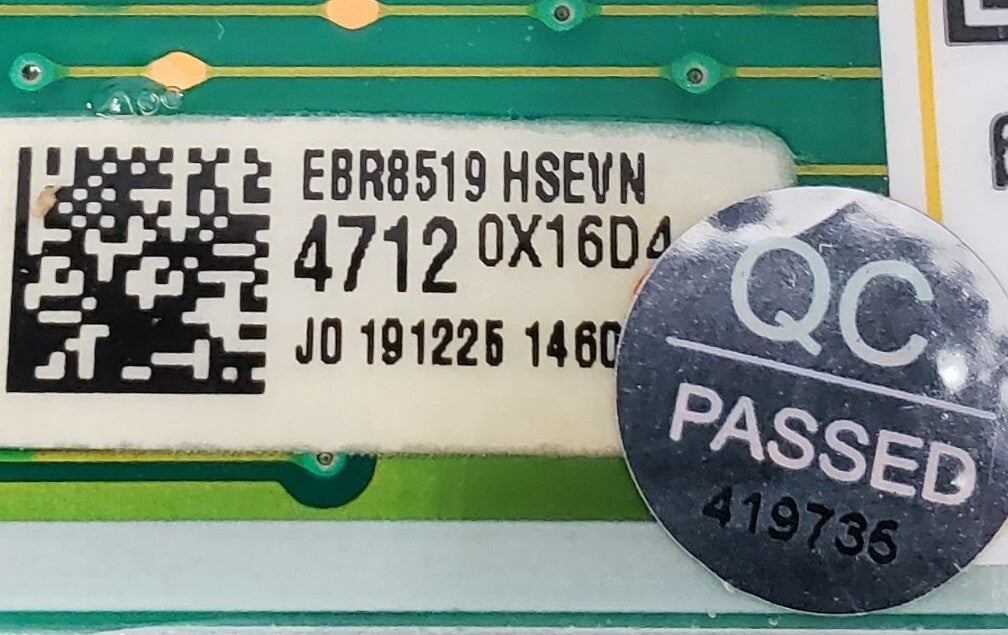 EBR8519 HSEVN
4712 0X16D4
J0 191225 1460
QC
PASSED
419735